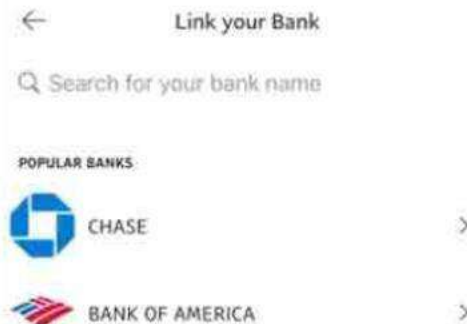 Link your Bank
Search for your bank name
POPULAR BANKS
CHASE
BANK OF AMERICA